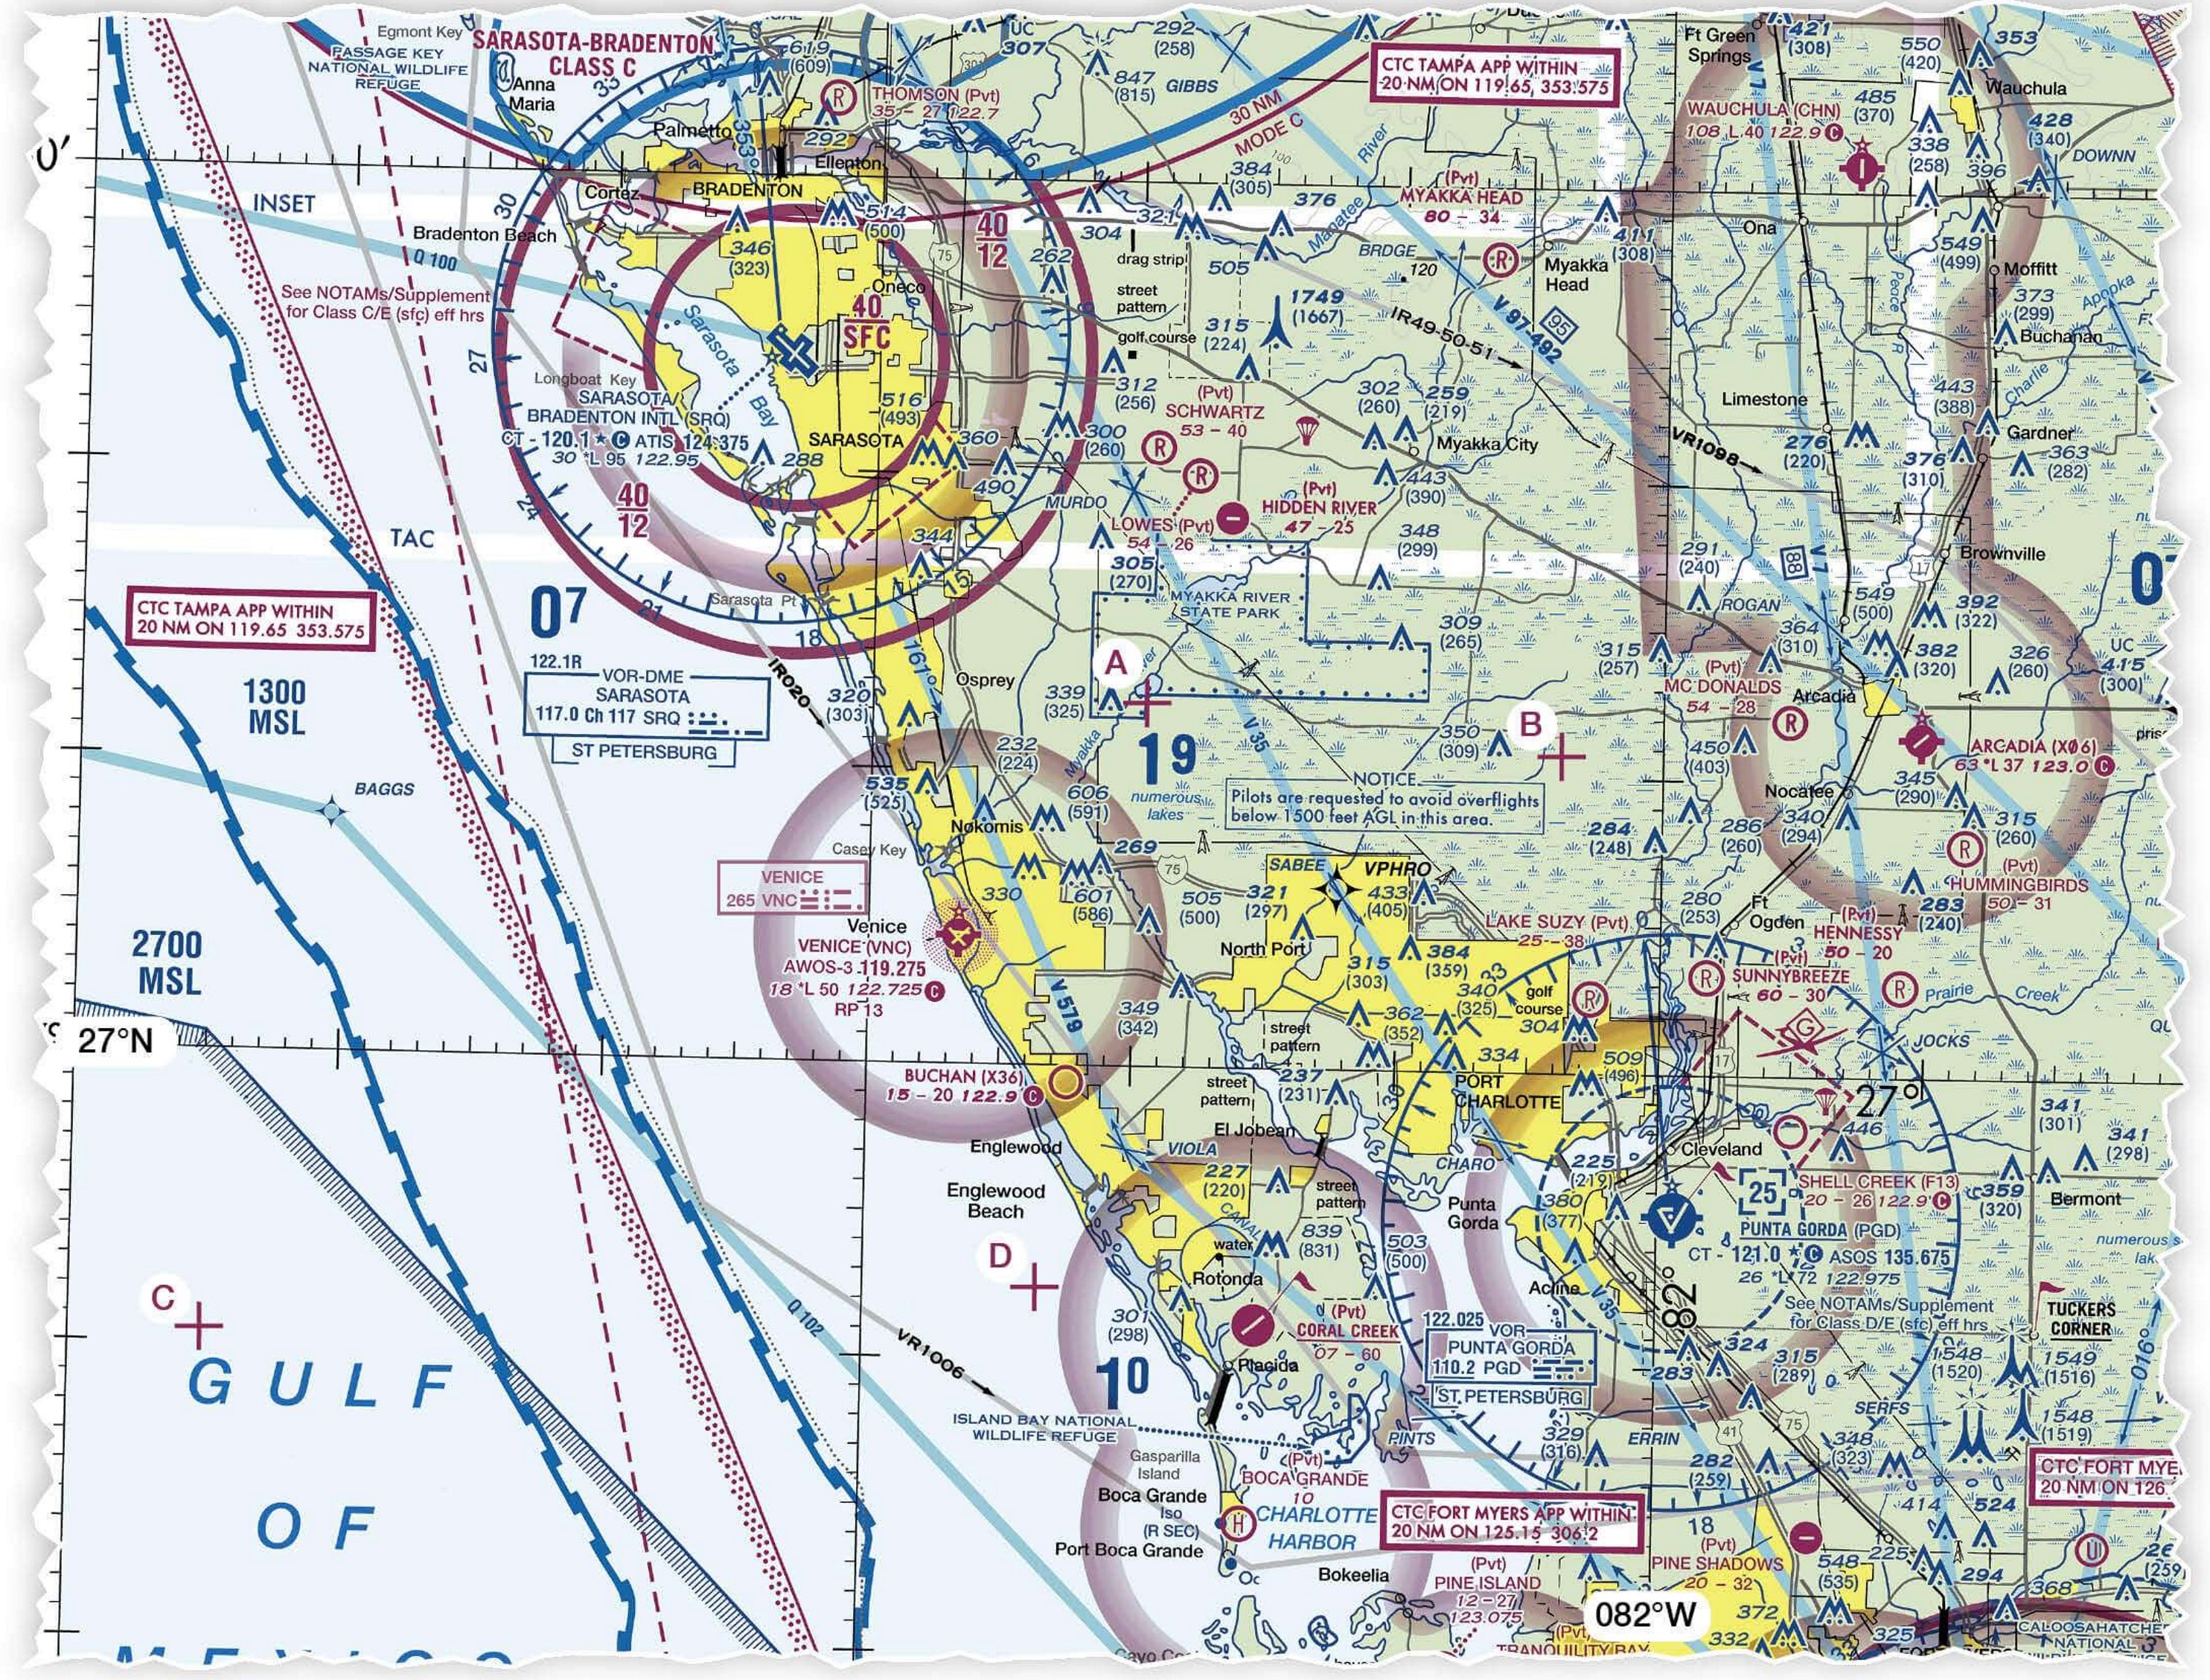 Egmont Key
PASSAGE KEY
NATIONAL WILDLIFE
REFUGE
SARASOTA-BRADENTON
CLASS C
Anna
Maria
33
619
(609)
UC
307
292
(258)
847
(815)
GIBBS
30 NM
MODE C
CTC TAMPA APP WITHIN
20 NM ON 119.65 353.575
Ft Green
Springs
421
(308)
550
(420)
353
Wauchula
WAUCHULA (CHN)
108 L 40 122.9 C
485
(370)
338
(258)
428
(340)
DOWNN
396
R
THOMSON (Pvt)
35 - 27 122.7
Palmetto
353°
292
Ellenton
BRADENTON
Cortez
6
0'
INSET
30
Bradenton Beach
Q 100
See NOTAMs/Supplement
for Class C/E (sfc) eff hrs
346
(323)
514
(500)
75
40
12
262
304
321
384
(305)
376
505
100
Manatee
River
(Pvt)
MYAKKA HEAD
80 - 34
R
BRDGE
120
Myakka
Head
411
(308)
Ona
549
(499)
Moffitt
373
(299)
Buchanan
Peace R
Apopka
Charlie
drag strip
street
pattern
golf course
Oneco
40
SFC
Sarasota
Bay
27
Longboat Key
SARASOTA/
BRADENTON INTL (SRQ)
CT - 120.1 ★ C ATIS 124.375
30 *L 95 122.95
516
(493)
SARASOTA
288
360
490
300
(260)
312
(256)
315
(224)
1749
(1667)
IR49-50-51
V 97-492
95
(Pvt)
SCHWARTZ
53 - 40
R
302
(260)
259
(219)
Myakka City
443
(390)
Limestone
VR1098
276
(220)
443
(388)
Gardner
363
(282)
376
(310)
40
12
24
MURDO
R
LOWES (Pvt)
54 - 26
(Pvt)
HIDDEN RIVER
47 - 25
348
(299)
TAC
344
15
305
(270)
MYAKKA RIVER
STATE PARK
291
(240)
88
V 7
17
Brownville
CTC TAMPA APP WITHIN
20 NM ON 119.65 353.575
07
Sarasota Pt
21
18
ROGAN
549
(500)
392
(322)
364
(310)
382
(320)
326
(260)
UC
415
(300)
309
(265)
315
(257)
1300
MSL
122.1R
VOR-DME
SARASOTA
117.0 Ch 117 SRQ
ST PETERSBURG
IR020
161°
320
(303)
Osprey
339
(325)
A
V 35
350
(309)
B
(Pvt)
MC DONALDS
54 - 28
R
Arcadia
450
(403)
ARCADIA (X06)
63 *L 37 123.0 C
BAGGS
232
(224)
Myakka
19
535
(525)
606
(591)
numerous
lakes
NOTICE
Pilots are requested to avoid overflights
below 1500 feet AGL in this area.
Nocatee
345
(290)
340
(294)
315
(260)
286
(260)
284
(248)
Nokomis
Casey Key
269
75
SABEE
VPHRO
R
(Pvt)
HUMMINGBIRDS
50 - 31
VENICE
265 VNC
330
601
(586)
505
(500)
321
(297)
433
(405)
280
(253)
Ft
Ogden
283
(240)
Venice
VENICE (VNC)
AWOS-3 119.275
18 *L 50 122.725 C
RP 13
North Port
LAKE SUZY (Pvt)
25 - 38
0
3
(Pvt)
HENNESSY
50 - 20
(Pvt)
SUNNYBREEZE
60 - 30
R
R
R
2700
MSL
315
(303)
384
(359)
33
golf
course
340
(325)
304
Prairie
Creek
V 579
349
(342)
street
pattern
362
(352)
G
JOCKS
27°N
334
509
(496)
17
BUCHAN (X36)
15 - 20 122.9 C
street
pattern
237
(231)
30
PORT
CHARLOTTE
27°
341
(301)
446
341
(298)
El Jobean
Englewood
VIOLA
CHARO
225
(219)
Cleveland
25
SHELL CREEK (F13)
20 - 26 122.9 C
359
(320)
Bermont
Englewood
Beach
227
(220)
street
pattern
Punta
Gorda
380
(377)
PUNTA GORDA (PGD)
CT - 121.0 ★ C ASOS 135.675
26 *L 72 122.975
See NOTAMs/Supplement
for Class D/E (sfc) eff hrs
numerous
lak
CANAL
839
(831)
503
(500)
D
water
Rotonda
Acline
V 35
82°
TUCKERS
CORNER
016°
C
301
(298)
(Pvt)
CORAL CREEK
07 - 60
122.025
VOR
PUNTA GORDA
110.2 PGD
ST PETERSBURG
324
283
315
(289)
1548
(1520)
1549
(1516)
Q 102
VR1006
10
Placida
GULF
ISLAND BAY NATIONAL
WILDLIFE REFUGE
PINTS
329
(316)
ERRIN
41
75
SERFS
1548
(1519)
348
(323)
282
(259)
Gasparilla
Island
(Pvt)
BOCA GRANDE
10
Boca Grande
Iso
(R SEC)
Port Boca Grande
H
CHARLOTTE
HARBOR
CTC FORT MYERS APP WITHIN
20 NM ON 125.15 306.2
CTC FORT MYE
20 NM ON 126
414
524
18
OF
Bokeelia
(Pvt)
PINE ISLAND
12 - 27
123.075
(Pvt)
PINE SHADOWS
20 - 32
548
(535)
225
294
368
U
082°W
372
332
325
(Pvt)
TRANQUILITY BAY
CALOOSAHATCHE
NATIONAL
MEXICO